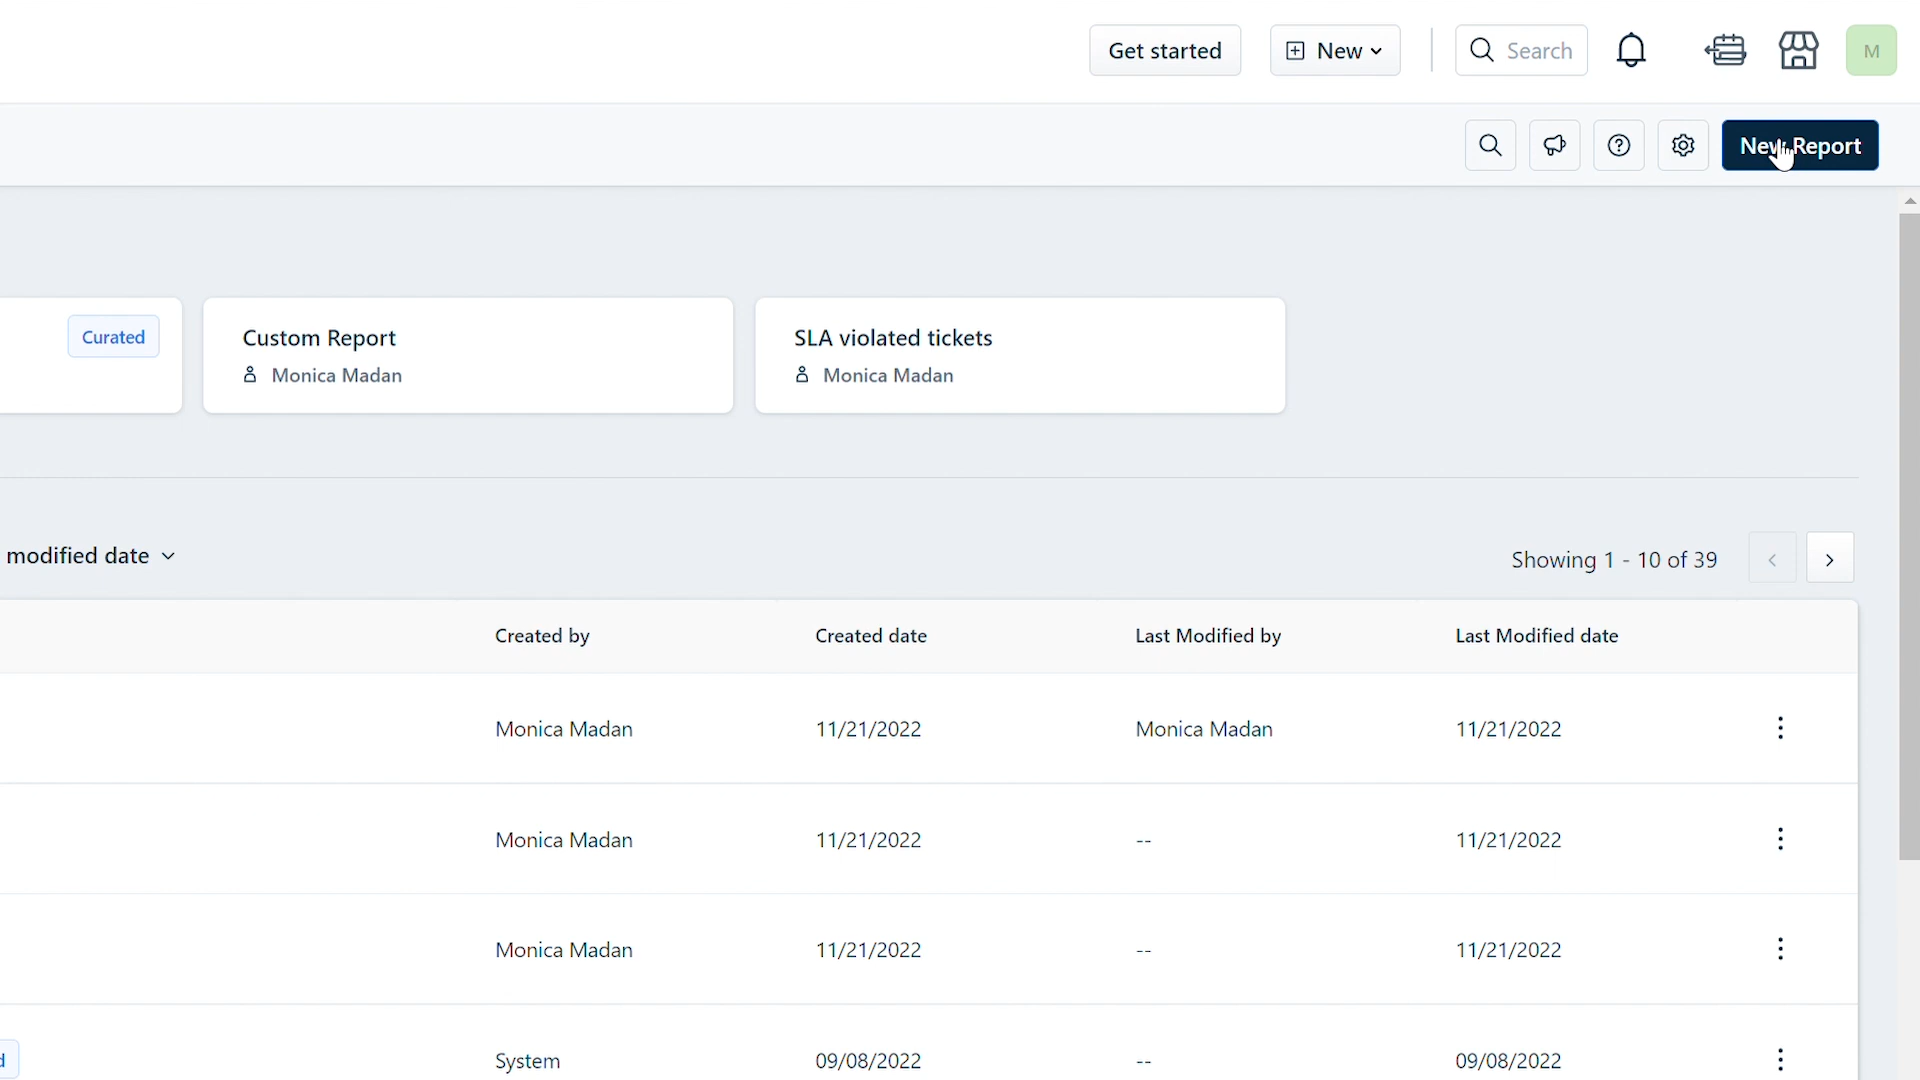 Get started
New
Search
M
New Report
Curated
Custom Report
Monica Madan
SLA violated tickets
Monica Madan
modified date
Showing 1 - 10 of 39
Created by Created date Last Modified by Last Modified date
Monica Madan 11/21/2022 Monica Madan 11/21/2022
Monica Madan 11/21/2022 -- 11/21/2022
Monica Madan 11/21/2022 -- 11/21/2022
d System 09/08/2022 -- 09/08/2022